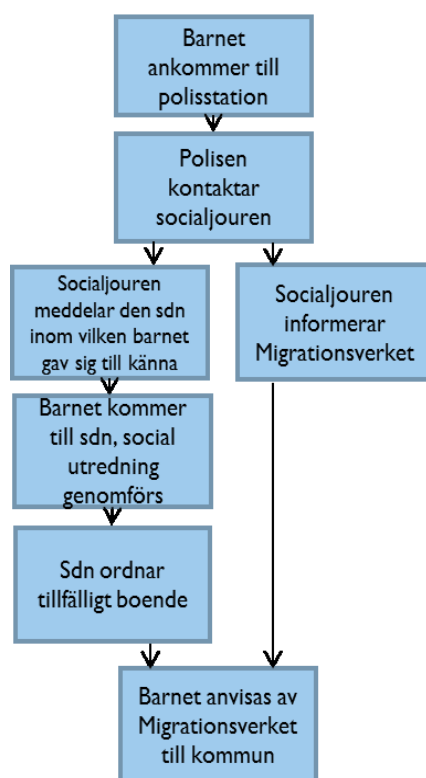 Barnet
ankommer till
polisstation
Polisen
kontaktar
socialjouren
Socialjouren
meddelar den sdn
inom vilken barnet
gav sig till känna
Socialjouren
informerar
Migrationsverket
Barnet kommer
till sdn, social
utredning
genomförs
Sdn ordnar
tillfälligt boende
Barnet anvisas av
Migrationsverket
till kommun